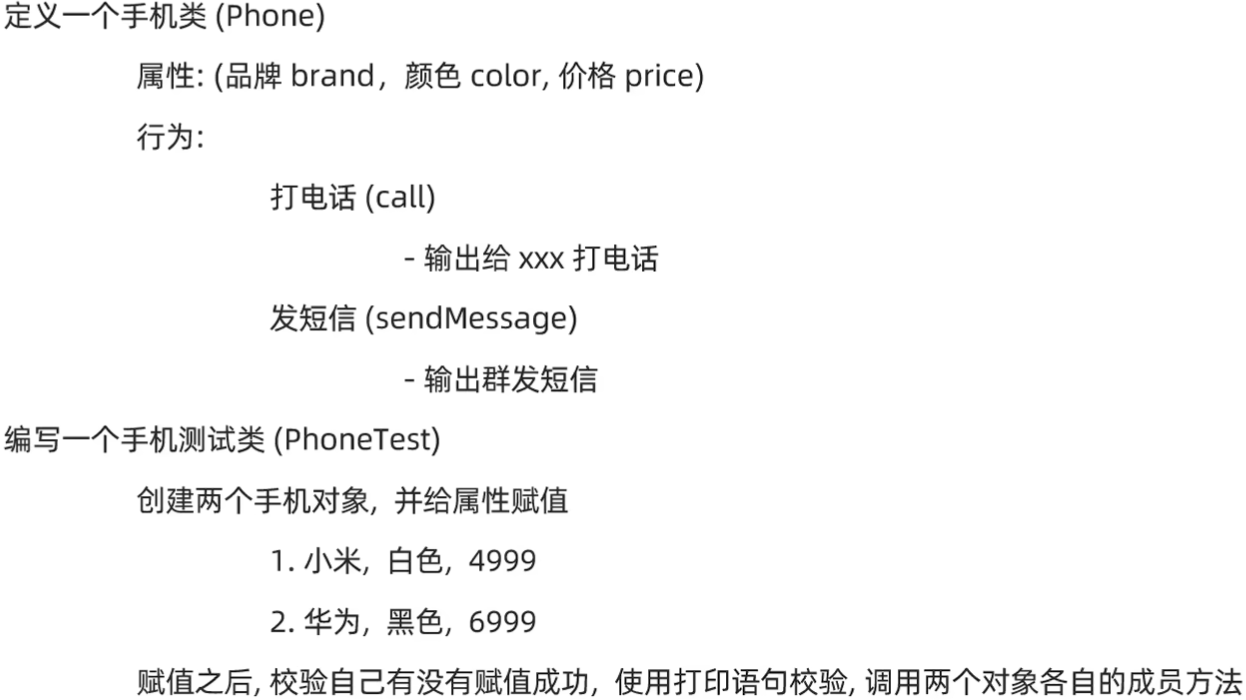 定义一个手机类 (Phone)
属性: (品牌 brand，颜色 color, 价格 price)
行为:
打电话 (call)
- 输出给 xxx 打电话
发短信 (sendMessage)
- 输出群发短信
编写一个手机测试类 (PhoneTest)
创建两个手机对象，并给属性赋值
1. 小米，白色，4999
2. 华为，黑色，6999
赋值之后, 校验自己有没有赋值成功，使用打印语句校验, 调用两个对象各自的成员方法